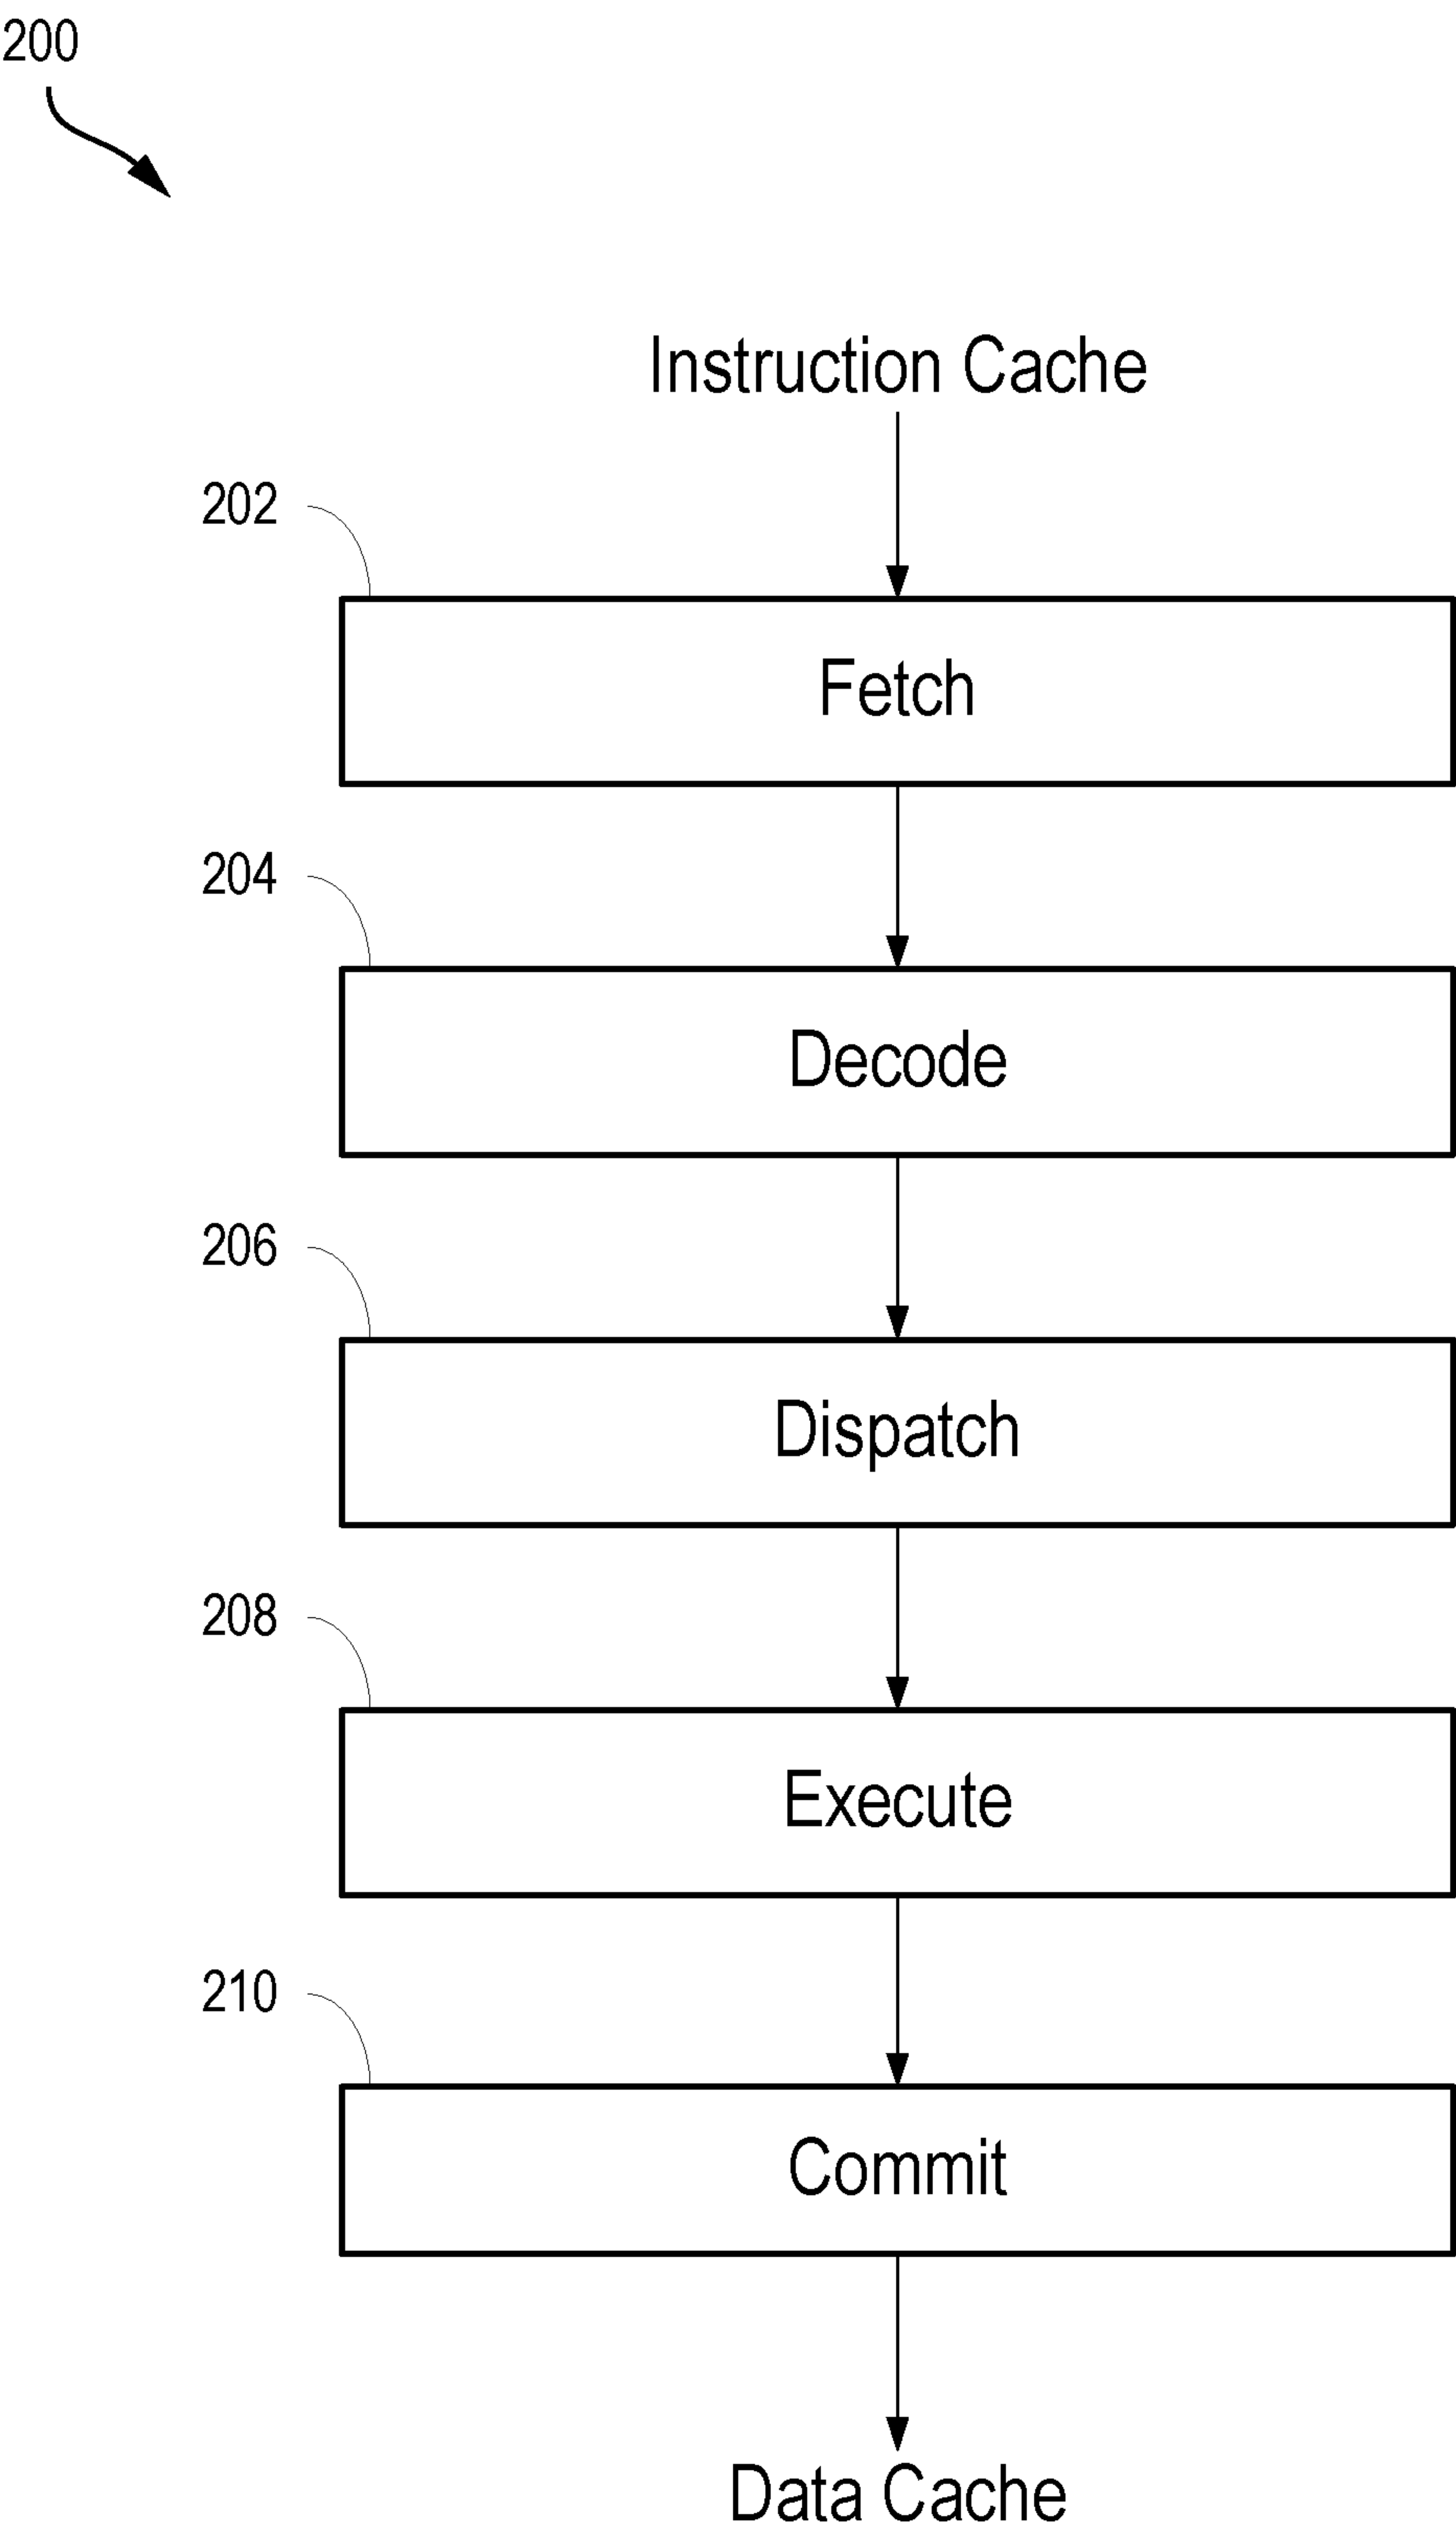 200
Instruction Cache
202
Fetch
204
Decode
206
Dispatch
208
Execute
210
Commit
Data Cache